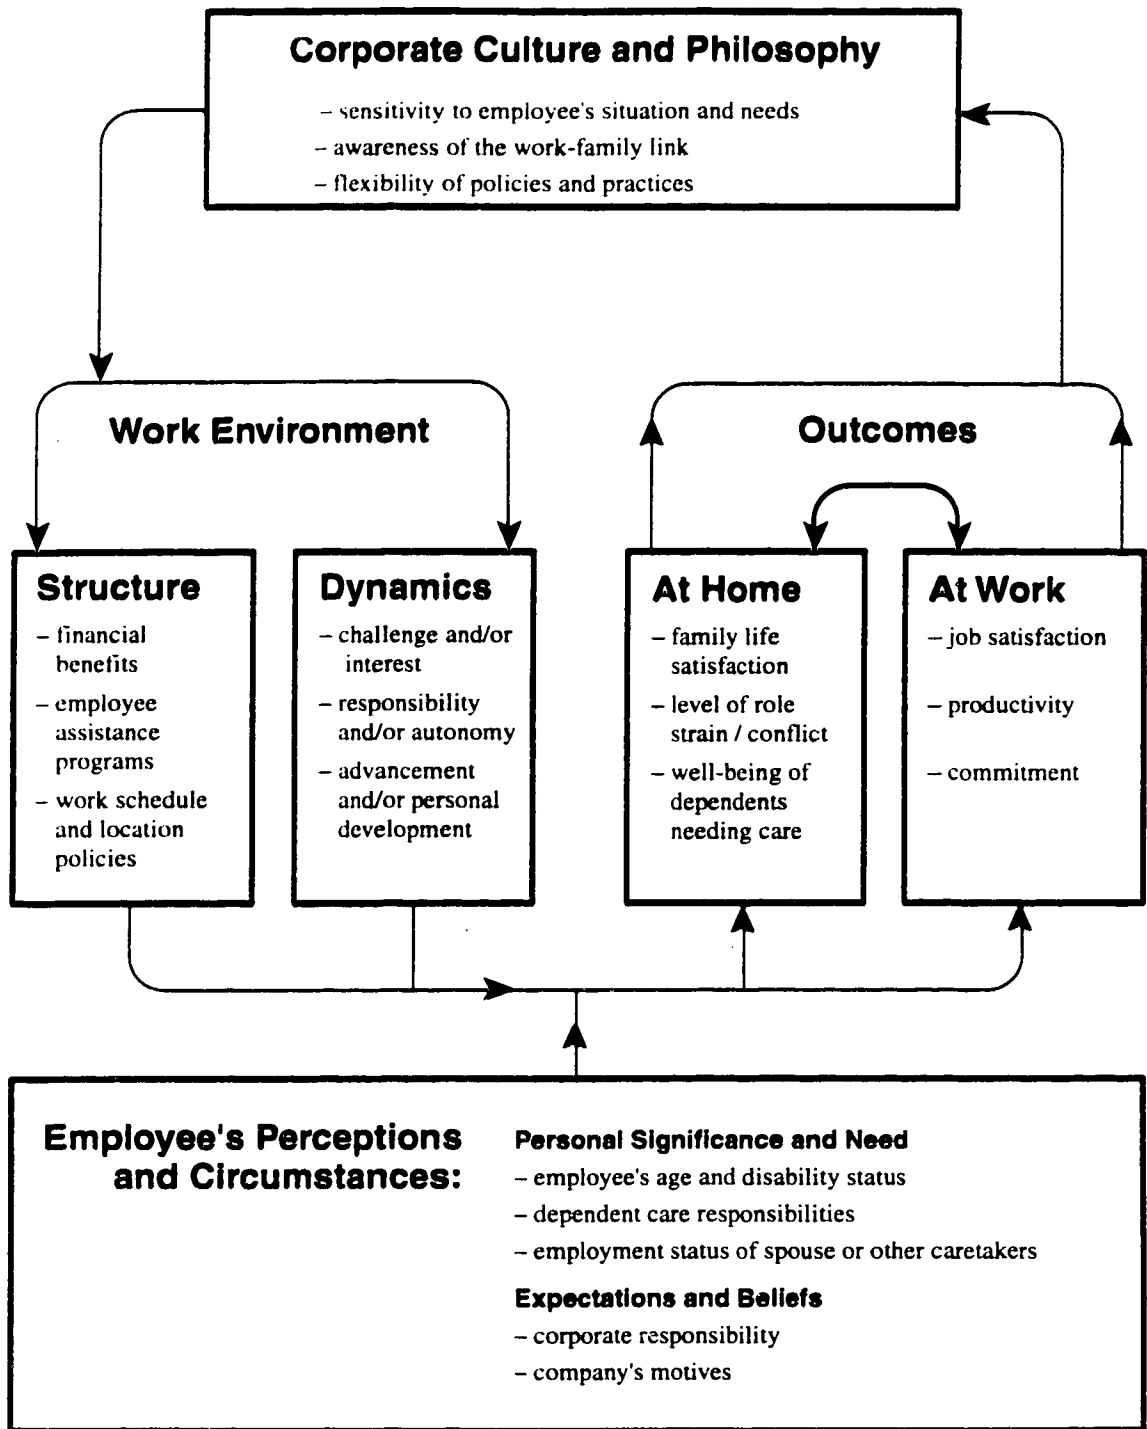 Corporate Culture and Philosophy
– sensitivity to employee's situation and needs
– awareness of the work-family link
– flexibility of policies and practices
Work Environment
Structure
– financial
benefits
– employee
assistance
programs
– work schedule
and location
policies
Dynamics
– challenge and/or
interest
– responsibility
and/or autonomy
– advancement
and/or personal
development
Outcomes
At Home
– family life
satisfaction
– level of role
strain / conflict
– well-being of
dependents
needing care
At Work
– job satisfaction
– productivity
– commitment
Employee's Perceptions
and Circumstances:
Personal Significance and Need
– employee's age and disability status
– dependent care responsibilities
– employment status of spouse or other caretakers
Expectations and Beliefs
– corporate responsibility
– company's motives